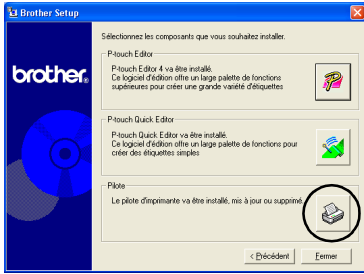 Brother Setup
Sélectionnez les composants que vous souhaitez installer.
brother®
P-touch Editor
P-touch Editor 4 va être installé.
Ce logiciel d'édition offre un large palette de fonctions
supérieures pour créer une grande variété d'étiquettes
P-touch Quick Editor
P-touch Quick Editor va être installé.
Ce logiciel d'édition offre un large palette de fonctions pour
créer des étiquettes simples
Pilote
Le pilote d'imprimante va être installé, mis à jour ou supprimé.
< Précédent
Fermer